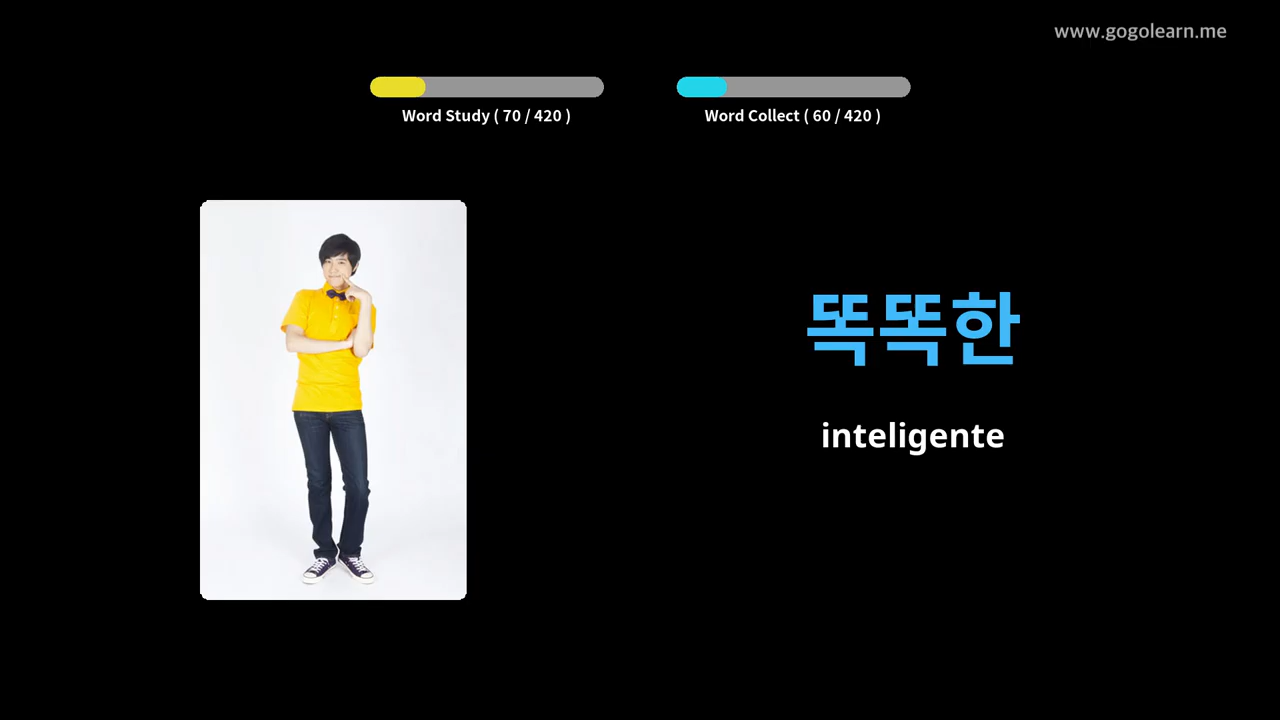 www.gogolearn.me
Word Study ( 70 / 420 )
Word Collect ( 60 / 420 )
똑똑한
inteligente